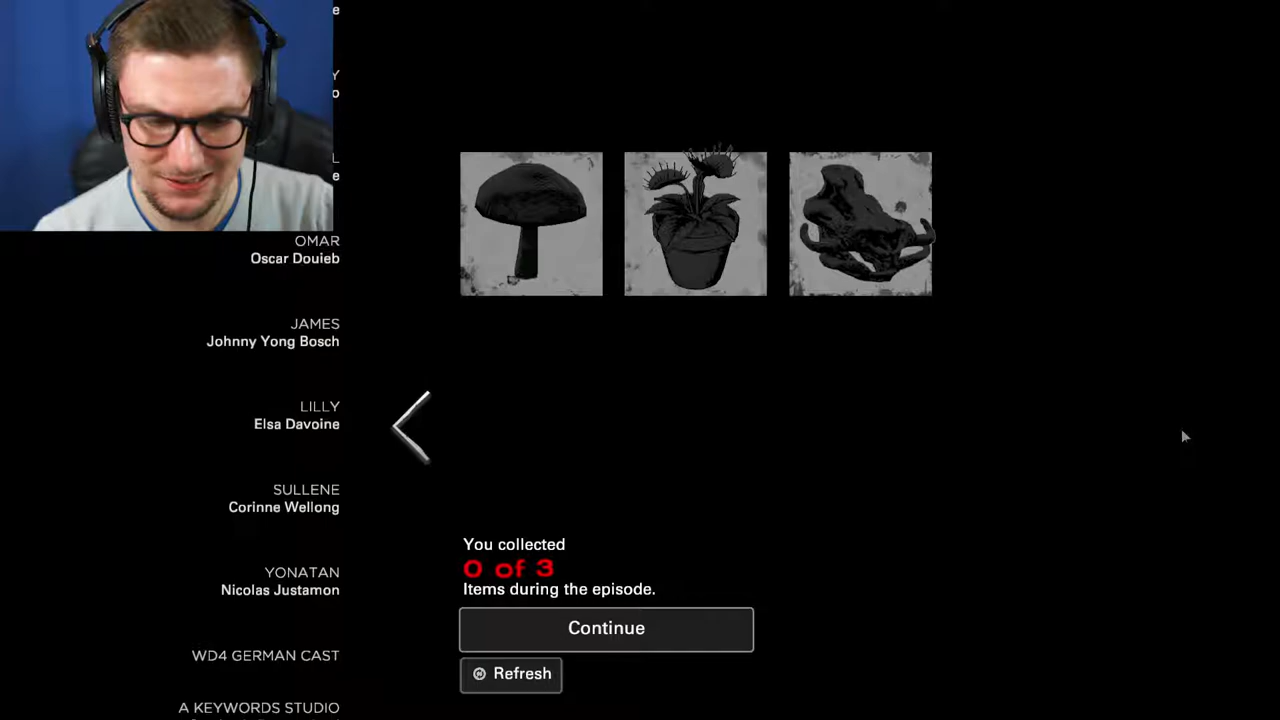 e
Y
o
L
e
OMAR
Oscar Douieb
JAMES
Johnny Yong Bosch
LILLY
Elsa Davoine
SULLENE
Corinne Wellong
YONATAN
Nicolas Justamon
WD4 GERMAN CAST
A KEYWORDS STUDIO
You collected
0 of 3
Items during the episode.
Continue
Refresh